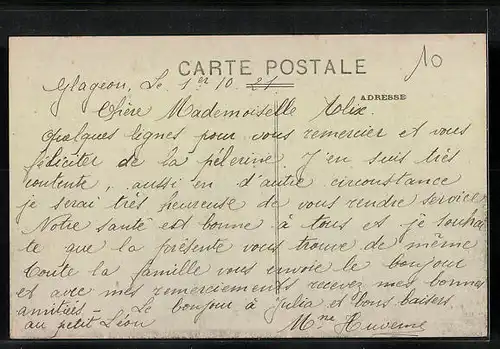 CARTE POSTALE
10
Glageon, Le 1er 10 21
ADRESSE
Chère Mademoiselle Alix.
Quelques lignes pour vous remercier et vous
féliciter de la pélerine. J'en suis très
contente, aussi en d'autre circonstance
je serai très heureuse de vous rendre service
Notre santé est bonne à tous et je souhai
te que la présente vous trouve de même
Toute la famille vous envoie le bonjour
et avec mes remerciements recevez mes bonnes
amitiés - Le bonjour à Julia et bons baisers
au petit Léon
Mme